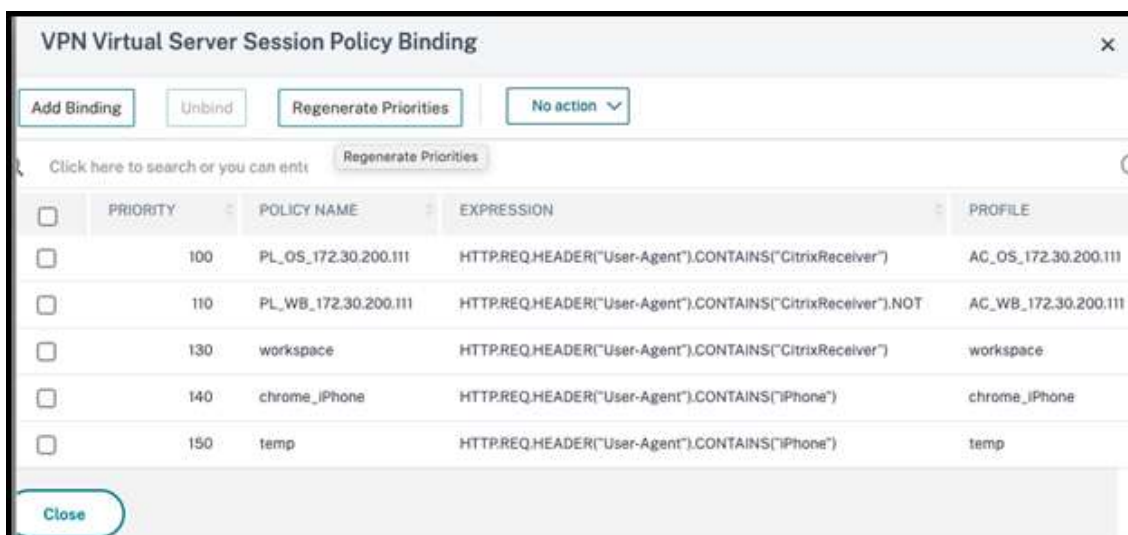 VPN Virtual Server Session Policy Binding ×
Add Binding Unbind Regenerate Priorities No action
Click here to search or you can ente Regenerate Priorities
PRIORITY POLICY NAME EXPRESSION PROFILE
100 PL_OS_172.30.200.111 HTTP.REQ.HEADER("User-Agent").CONTAINS("CitrixReceiver") AC_OS_172.30.200.111
110 PL_WB_172.30.200.111 HTTP.REQ.HEADER("User-Agent").CONTAINS("CitrixReceiver").NOT AC_WB_172.30.200.111
130 workspace HTTP.REQ.HEADER("User-Agent").CONTAINS("CitrixReceiver") workspace
140 chrome_iPhone HTTP.REQ.HEADER("User-Agent").CONTAINS("iPhone") chrome_iPhone
150 temp HTTP.REQ.HEADER("User-Agent").CONTAINS("iPhone") temp
Close